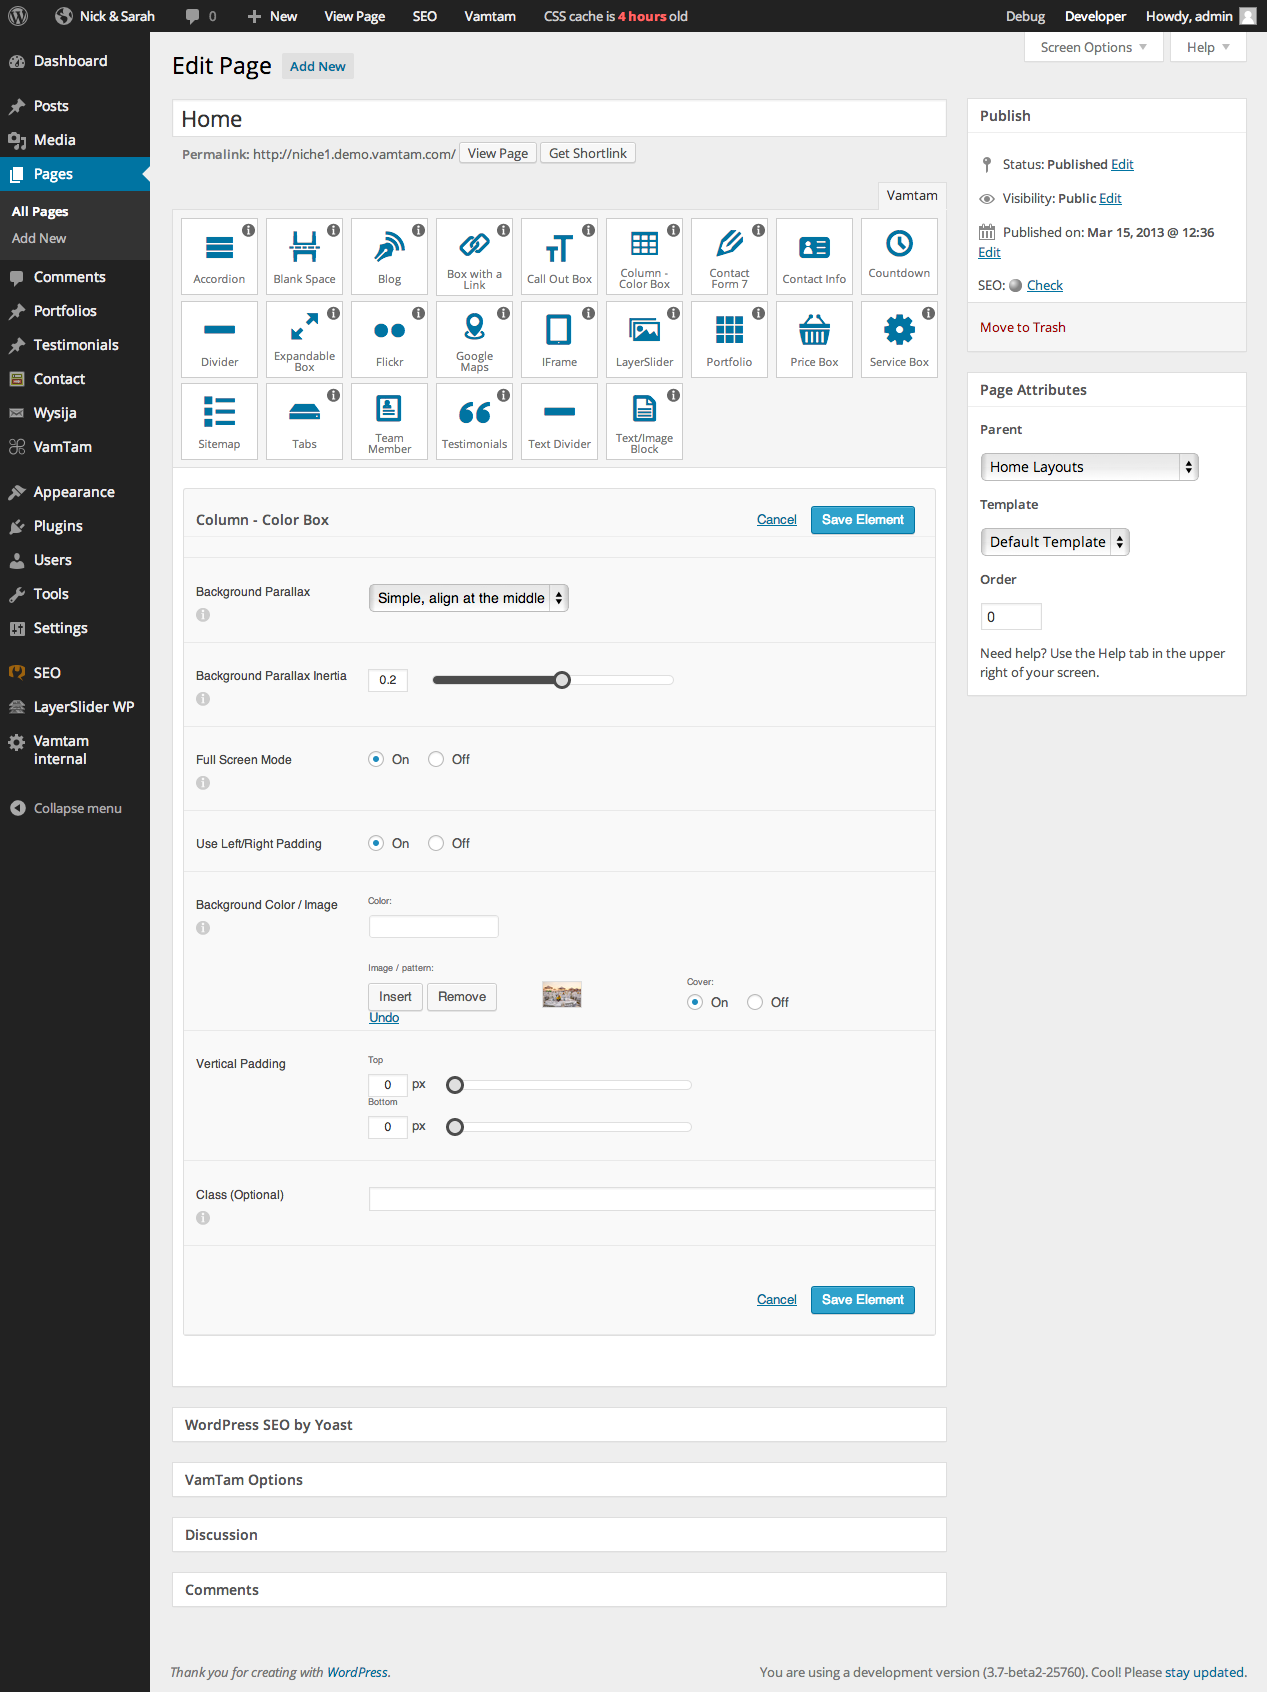 Nick & Sarah 0 New View Page SEO Vamtam CSS cache is 4 hours old Debug Developer Howdy, admin
Dashboard
Posts
Media
Pages
All Pages
Add New
Comments
Portfolios
Testimonials
Contact
Wysija
VamTam
Appearance
Plugins
Users
Tools
Settings
SEO
LayerSlider WP
Vamtam
internal
Collapse menu
Screen Options Help
Edit Page Add New
Home
Permalink: http://niche1.demo.vamtam.com/ View Page Get Shortlink
Vamtam
Accordion
Blank Space
Blog
Box with a
Link
Call Out Box
Column -
Color Box
Contact
Form 7
Contact Info
Countdown
Divider
Expandable
Box
Flickr
Google
Maps
IFrame
LayerSlider
Portfolio
Price Box
Service Box
Sitemap
Tabs
Team
Member
Testimonials
Text Divider
Text/Image
Block
Column - Color Box Cancel Save Element
Background Parallax Simple, align at the middle
Background Parallax Inertia 0.2
Full Screen Mode On Off
Use Left/Right Padding On Off
Background Color / Image Color:
Image / pattern:
Insert Remove
Undo
Cover:
On Off
Vertical Padding Top
0 px
Bottom
0 px
Class (Optional)
Cancel Save Element
WordPress SEO by Yoast
VamTam Options
Discussion
Comments
Publish
Status: Published Edit
Visibility: Public Edit
Published on: Mar 15, 2013 @ 12:36
Edit
SEO: Check
Move to Trash
Page Attributes
Parent
Home Layouts
Template
Default Template
Order
0
Need help? Use the Help tab in the upper
right of your screen.
Thank you for creating with WordPress. You are using a development version (3.7-beta2-25760). Cool! Please stay updated.